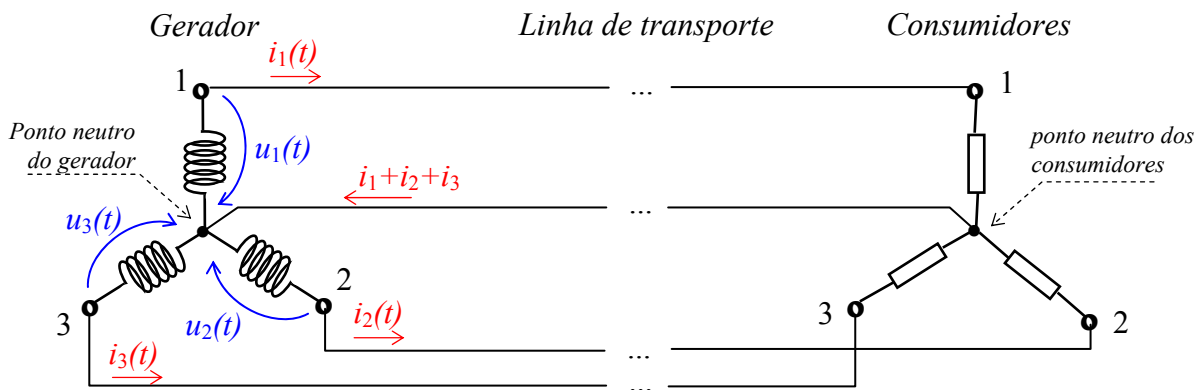 Gerador
Linha de transporte
Consumidores
i1(t)
1
1
...
Ponto neutro
do gerador
u1(t)
ponto neutro dos
consumidores
i1+i2+i3
...
u3(t)
2
3
u2(t)
i2(t)
3
2
...
i3(t)
...